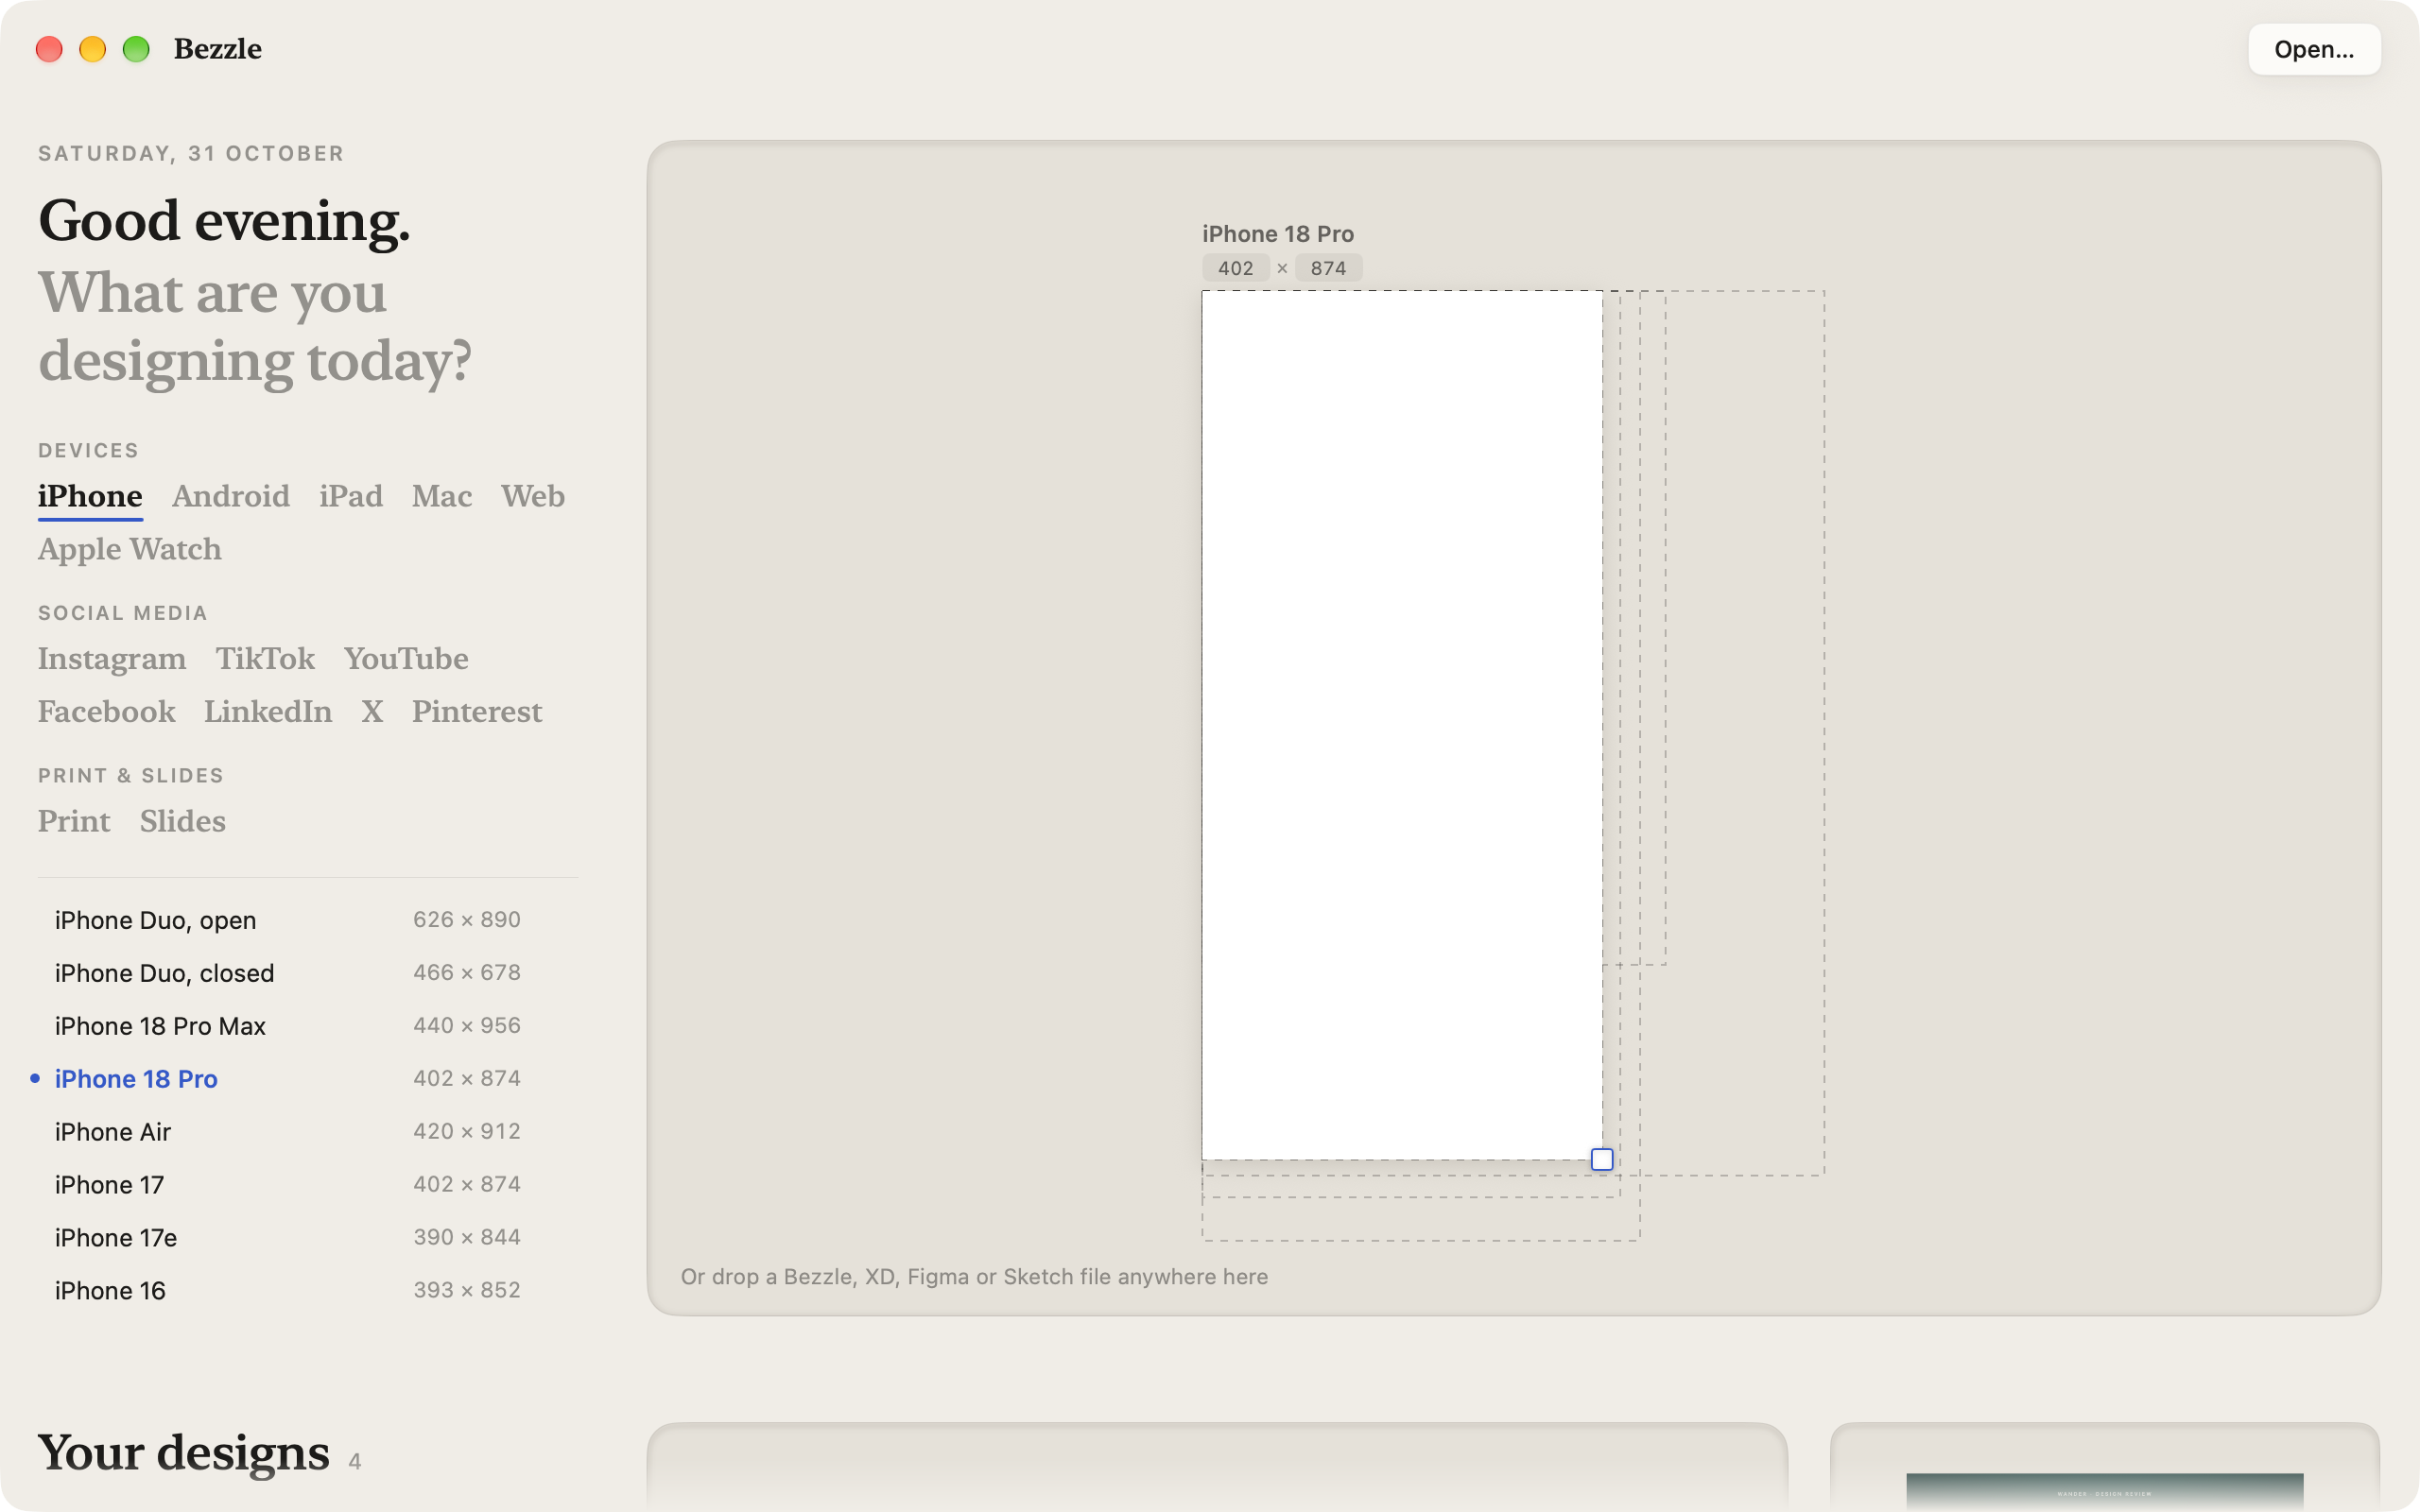 Bezzle
Open...
SATURDAY, 31 OCTOBER
Good evening.
What are you
designing today?
DEVICES
iPhone Android iPad Mac Web
Apple Watch
SOCIAL MEDIA
Instagram TikTok YouTube
Facebook LinkedIn X Pinterest
PRINT & SLIDES
Print Slides
iPhone Duo, open 626 × 890
iPhone Duo, closed 466 × 678
iPhone 18 Pro Max 440 × 956
iPhone 18 Pro 402 × 874
iPhone Air 420 × 912
iPhone 17 402 × 874
iPhone 17e 390 × 844
iPhone 16 393 × 852
iPhone 18 Pro
402 × 874
Or drop a Bezzle, XD, Figma or Sketch file anywhere here
Your designs 4
WANDER DESIGN REVIEW